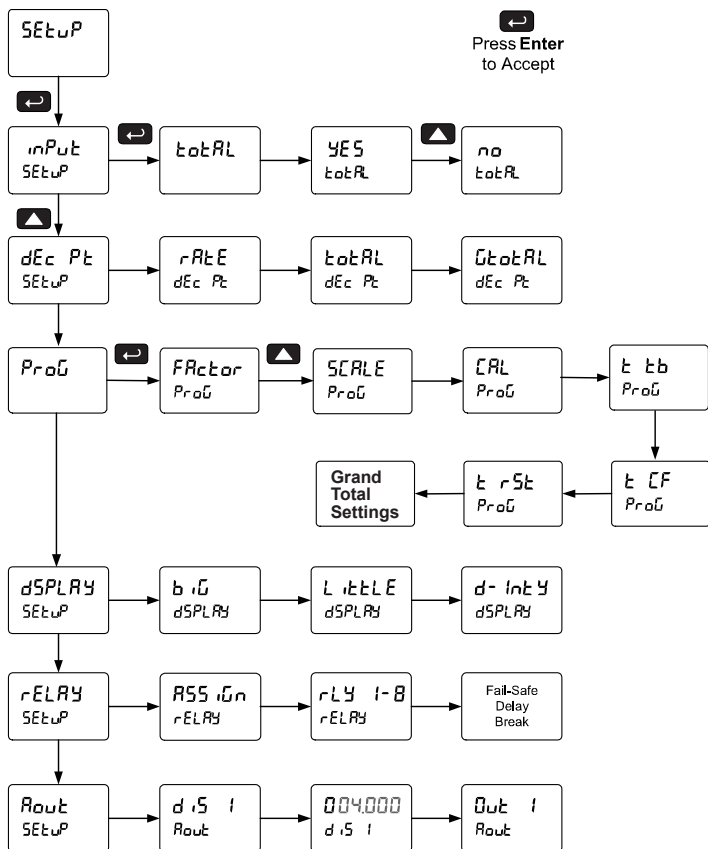 SEtuP
Press Enter
to Accept
inPut
SEtuP
totAL
YES
totAL
no
totAL
dEc Pt
SEtuP
rAtE
dEc Pt
totAL
dEc Pt
GtotAL
dEc Pt
ProG
FActor
ProG
SCALE
ProG
CAL
ProG
t tb
ProG
Grand
Total
Settings
t rSt
ProG
t CF
ProG
dSPLAY
SEtuP
biG
dSPLAY
LittLE
dSPLAY
d-IntY
dSPLAY
rELAY
SEtuP
ASSiGn
rELAY
rLY 1-8
rELAY
Fail-Safe
Delay
Break
Aout
SEtuP
diS 1
Aout
004.000
diS 1
Out 1
Aout